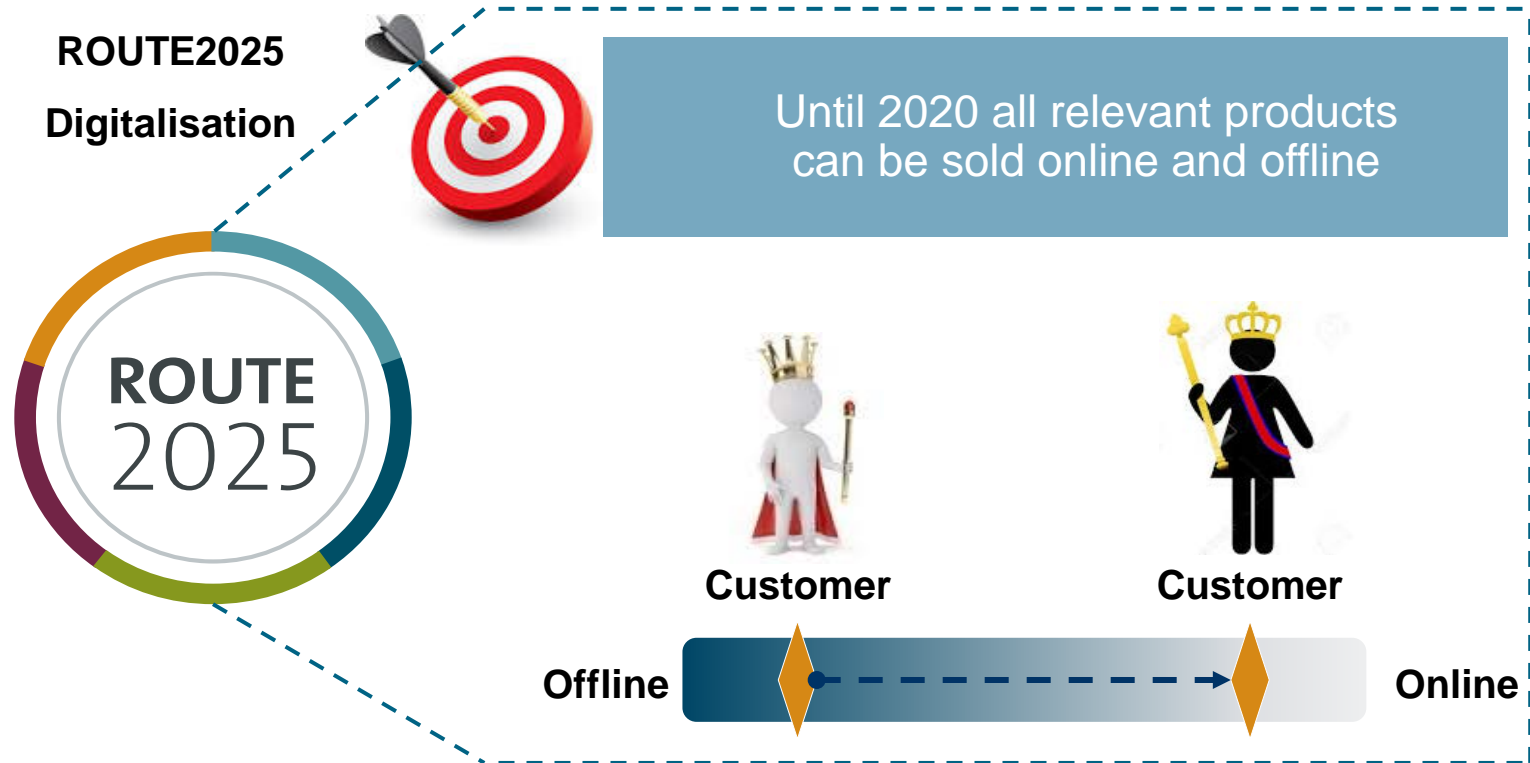 ROUTE2025
Digitalisation
Until 2020 all relevant products
can be sold online and offline
ROUTE
2025
Customer
Customer
Offline
Online